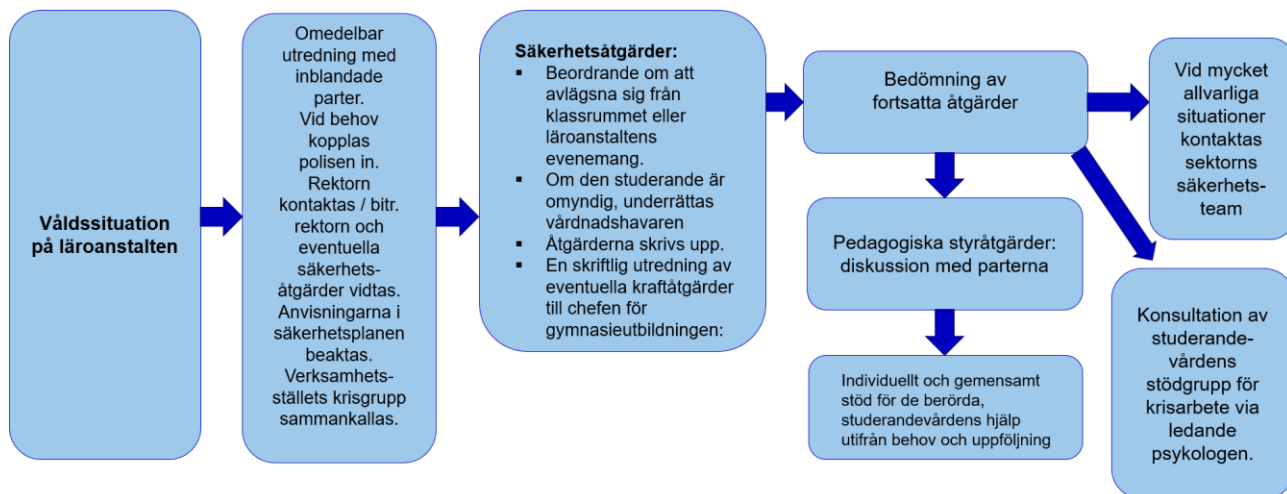 Våldssituation
på läroanstalten
Omedelbar
utredning med
inblandade
parter.
Vid behov
kopplas
polisen in.
Rektorn
kontaktas / bitr.
rektorn och
eventuella
säkerhets-
åtgärder vidtas.
Anvisningarna i
säkerhetsplanen
beaktas.
Verksamhets-
ställets krisgrupp
sammankallas.
Säkerhetsåtgärder:
▪ Beordrande om att
avlägsna sig från
klassrummet eller
läroanstaltens
evenemang.
▪ Om den studerande är
omyndig, underrättas
vårdnadshavaren
▪ Åtgärderna skrivs upp.
▪ En skriftlig utredning av
eventuella kraftåtgärder
till chefen för
gymnasieutbildningen:
Bedömning av
fortsatta åtgärder
Pedagogiska styråtgärder:
diskussion med parterna
Individuellt och gemensamt
stöd för de berörda,
studerandevårdens hjälp
utifrån behov och uppföljning
Vid mycket
allvarliga
situationer
kontaktas
sektorns
säkerhets-
team
Konsultation av
studerande-
vårdens
stödgrupp för
krisarbete via
ledande
psykologen.